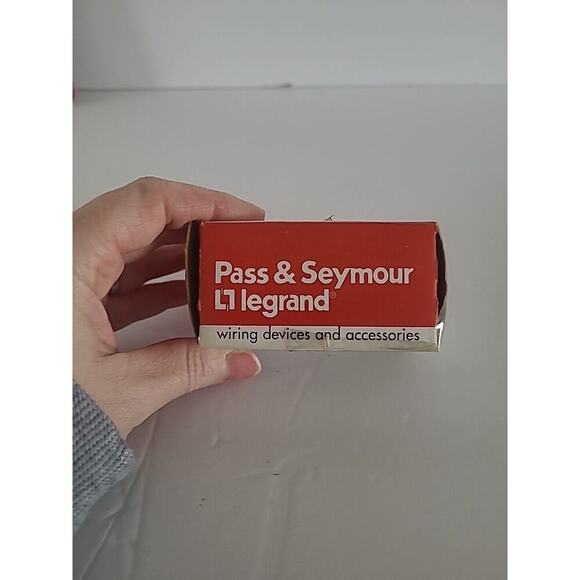 Pass & Seymour
legrand®
wiring devices and accessories